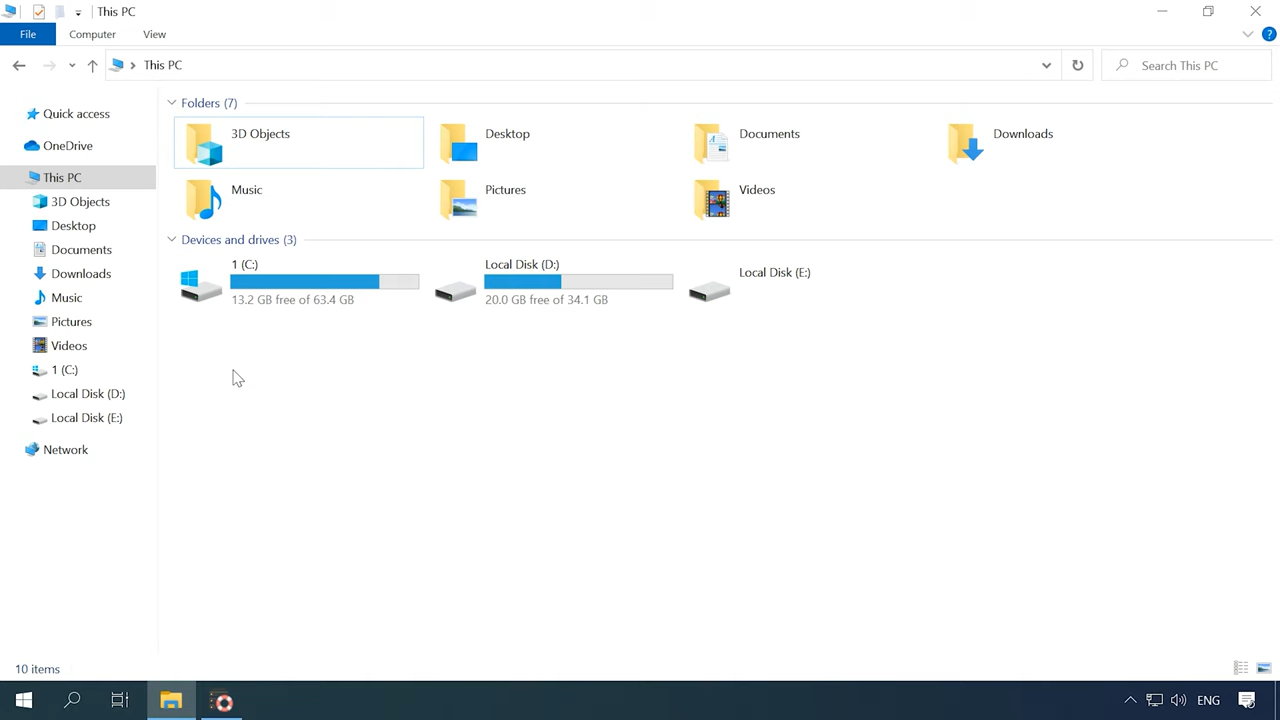 This PC
File Computer View
This PC
Search This PC
Quick access
OneDrive
This PC
3D Objects
Desktop
Documents
Downloads
Music
Pictures
Videos
1 (C:)
Local Disk (D:)
Local Disk (E:)
Network
Folders (7)
3D Objects
Desktop
Documents
Downloads
Music
Pictures
Videos
Devices and drives (3)
1 (C:)
13.2 GB free of 63.4 GB
Local Disk (D:)
20.0 GB free of 34.1 GB
Local Disk (E:)
10 items
ENG